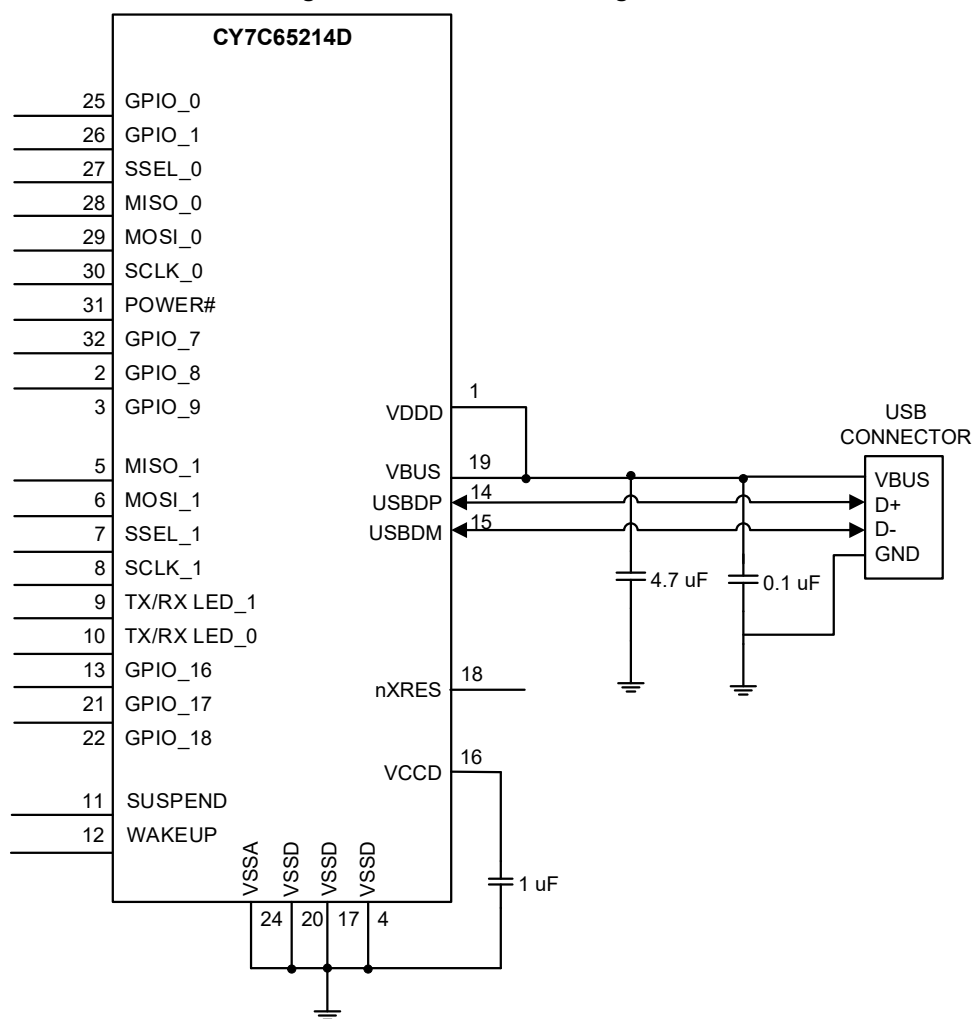 CY7C65214D
25 GPIO_0
26 GPIO_1
27 SSEL_0
28 MISO_0
29 MOSI_0
30 SCLK_0
31 POWER#
32 GPIO_7
2 GPIO_8
3 GPIO_9
5 MISO_1
6 MOSI_1
7 SSEL_1
8 SCLK_1
9 TX/RX LED_1
10 TX/RX LED_0
13 GPIO_16
21 GPIO_17
22 GPIO_18
11 SUSPEND
12 WAKEUP
VDDD 1
VBUS 19
USBDP 14
USBDM 15
nXRES 18
VCCD 16
VSSA
VSSD
VSSD
VSSD
24 20 17 4
1 uF
4.7 uF
0.1 uF
USB
CONNECTOR
VBUS
D+
D-
GND